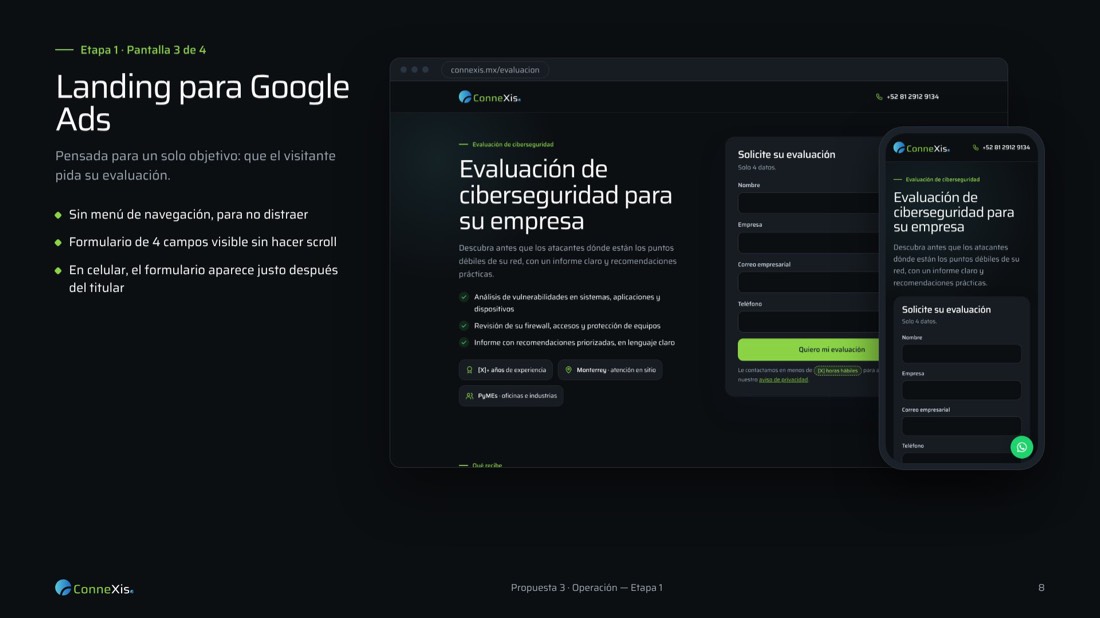 Etapa 1 · Pantalla 3 de 4
Landing para Google
Ads
Pensada para un solo objetivo: que el visitante
pida su evaluación.
Sin menú de navegación, para no distraer
Formulario de 4 campos visible sin hacer scroll
En celular, el formulario aparece justo después
del titular
connexis.mx/evaluacion
ConneXis
+52 81 2912 9134
Evaluación de ciberseguridad
Evaluación de
ciberseguridad para
su empresa
Descubra antes que los atacantes dónde están los puntos
débiles de su red, con un informe claro y recomendaciones
prácticas.
Análisis de vulnerabilidades en sistemas, aplicaciones y
dispositivos
Revisión de su firewall, accesos y protección de equipos
Informe con recomendaciones priorizadas, en lenguaje claro
[X]+ años de experiencia
Monterrey · atención en sitio
PyMEs · oficinas e industrias
Qué recibe
Solicite su evaluación
Solo 4 datos.
Nombre
Empresa
Correo empresarial
Teléfono
Quiero mi evaluación
Le contactamos en menos de [X] horas hábiles para
nuestro aviso de privacidad.
ConneXis
+52 81 2912 9134
Evaluación de ciberseguridad
Evaluación de
ciberseguridad para
su empresa
Descubra antes que los atacantes
dónde están los puntos débiles de su
red, con un informe claro y
recomendaciones prácticas.
Solicite su evaluación
Solo 4 datos.
Nombre
Empresa
Correo empresarial
Teléfono
ConneXis
Propuesta 3 · Operación — Etapa 1
8